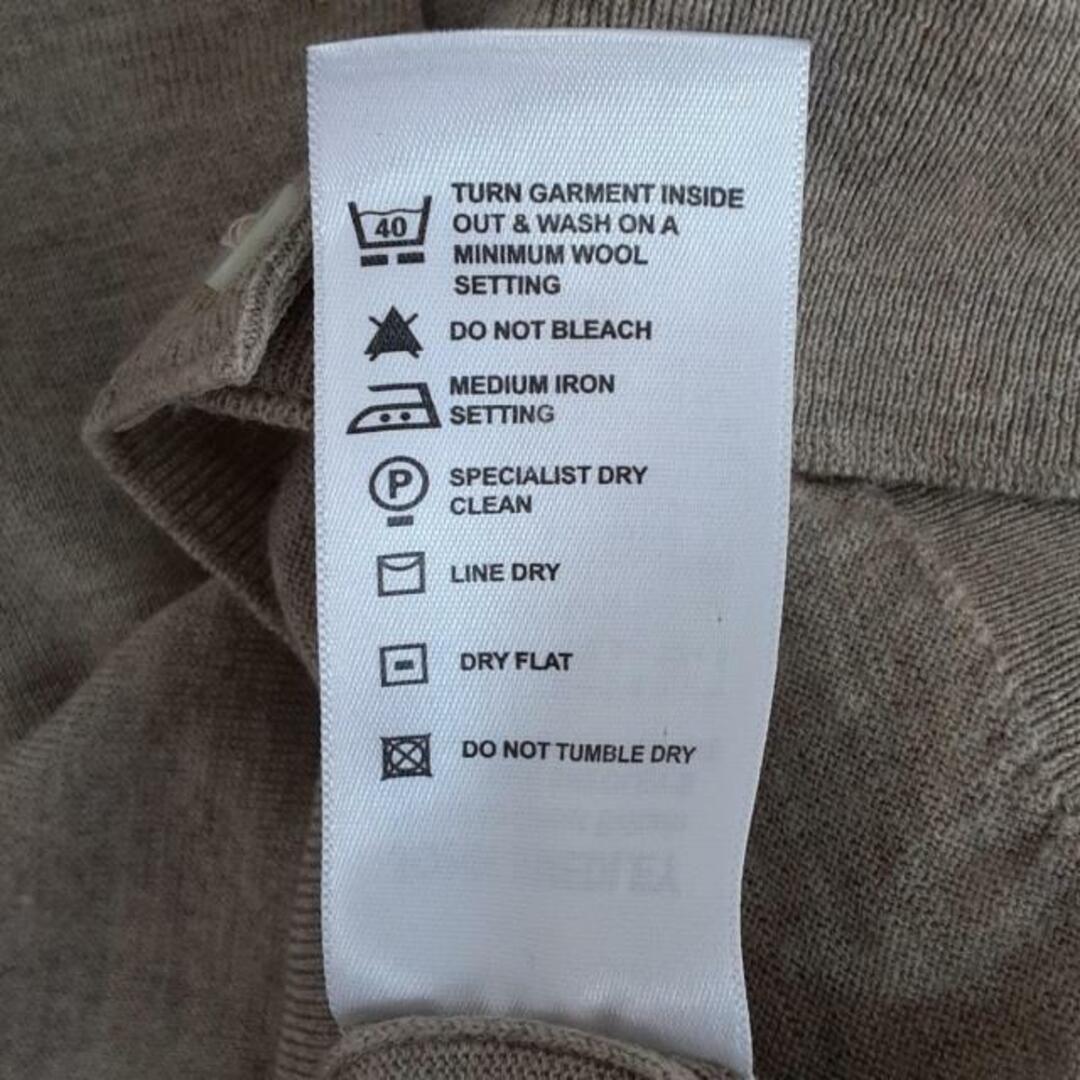 40
TURN GARMENT INSIDE
OUT & WASH ON A
MINIMUM WOOL
SETTING
DO NOT BLEACH
MEDIUM IRON
SETTING
P
SPECIALIST DRY
CLEAN
LINE DRY
DRY FLAT
DO NOT TUMBLE DRY